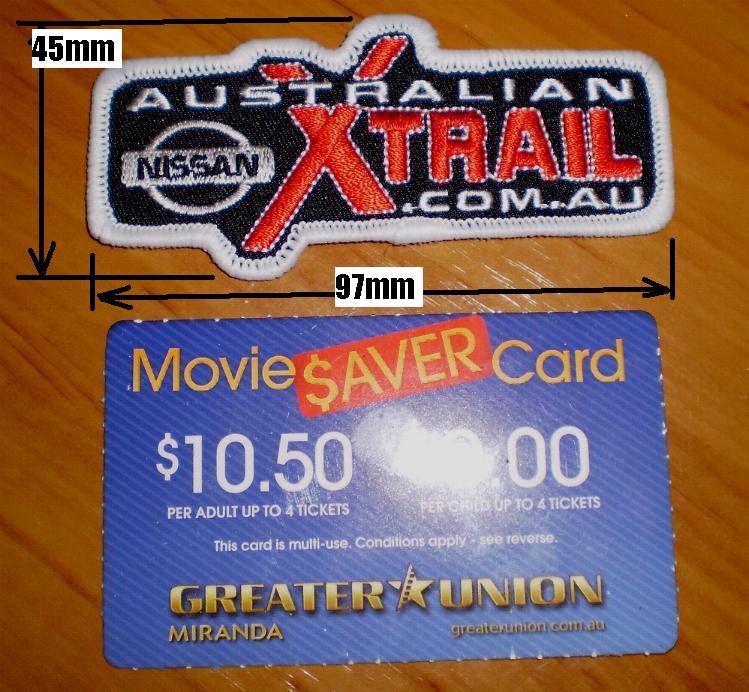 45mm
AUSTRALIAN
NISSAN
XTRAIL
.COM.AU
97mm
Movie $AVER Card
$10.50 .00
PER ADULT UP TO 4 TICKETS PER CHILD UP TO 4 TICKETS
This card is multi-use. Conditions apply - see reverse.
GREATER UNION
MIRANDA greaterunion.com.au